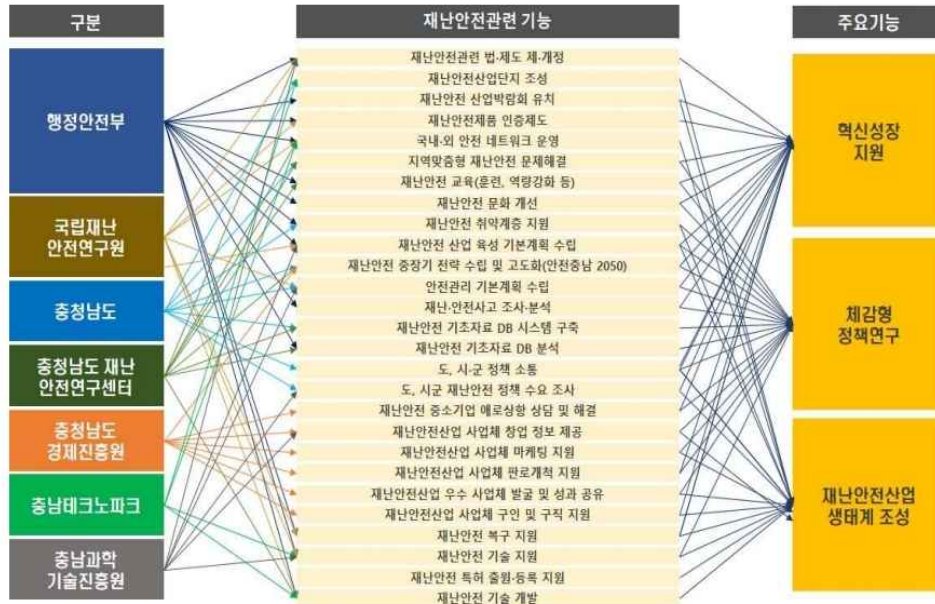 구분
행정안전부
국립재난
안전연구원
충청남도
충청남도 재난
안전연구센터
충청남도
경제진흥원
충남테크노파크
충남과학
기술진흥원
재난안전관련 기능
재난안전관련 법·제도 제·개정
재난안전산업단지 조성
재난안전 산업박람회 유치
재난안전제품 인증제도
국내·외 안전 네트워크 운영
지역맞춤형 재난안전 문제해결
재난안전 교육(훈련, 역량강화 등)
재난안전 문화 개선
재난안전 취약계층 지원
재난안전 산업 육성 기본계획 수립
재난안전 중장기 전략 수립 및 고도화(안전충남 2050)
안전관리 기본계획 수립
재난·안전사고 조사·분석
재난안전 기초자료 DB 시스템 구축
재난안전 기초자료 DB 분석
도, 시·군 정책 소통
도, 시군 재난안전 정책 수요 조사
재난안전 중소기업 애로상항 상담 및 해결
재난안전산업 사업체 창업 정보 제공
재난안전산업 사업체 마케팅 지원
재난안전산업 사업체 판로개척 지원
재난안전산업 우수 사업체 발굴 및 성과 공유
재난안전산업 사업체 구인 및 구직 지원
재난안전 복구 지원
재난안전 기술 지원
재난안전 특허 출원·등록 지원
재난안전 기술 개발
주요기능
혁신성장
지원
체감형
정책연구
재난안전산업
생태계 조성